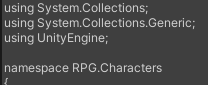 using System.Collections;
using System.Collections.Generic;
using UnityEngine;
namespace RPG.Characters
{